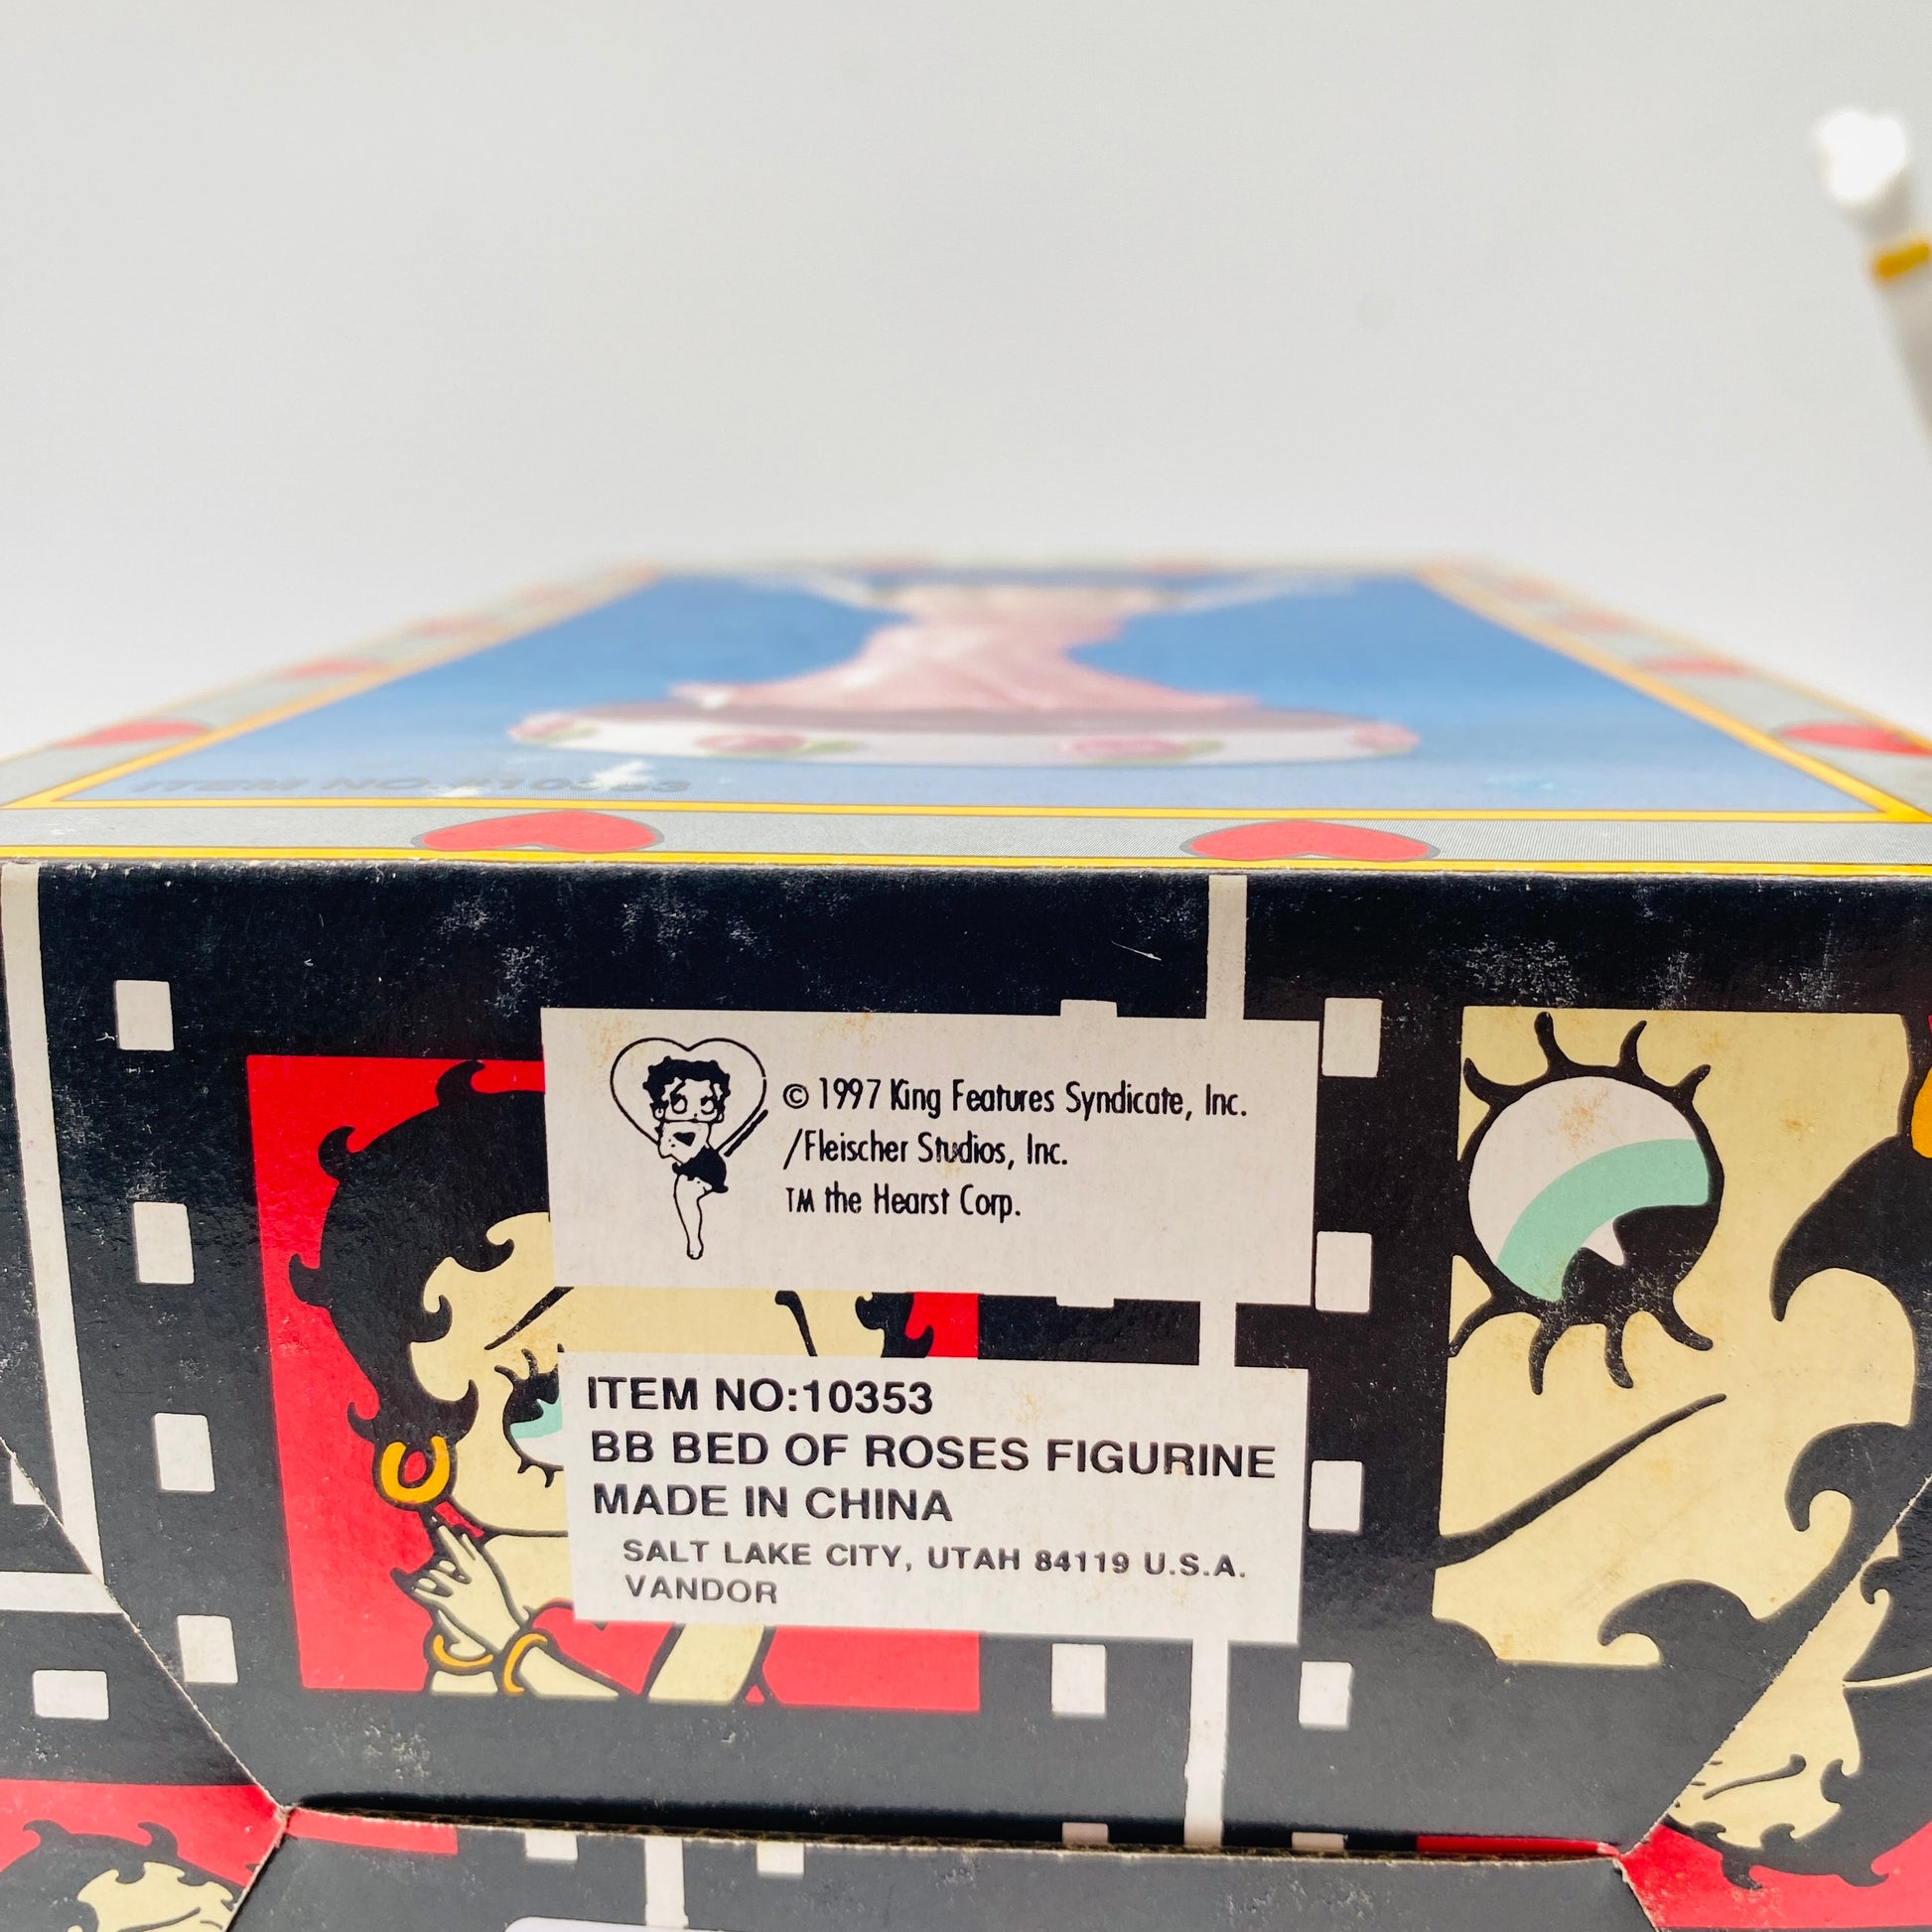 ITEM NO. #10353
© 1997 King Features Syndicate, Inc.
/Fleischer Studios, Inc.
TM the Hearst Corp.
ITEM NO:10353
BB BED OF ROSES FIGURINE
MADE IN CHINA
SALT LAKE CITY, UTAH 84119 U.S.A.
VANDOR